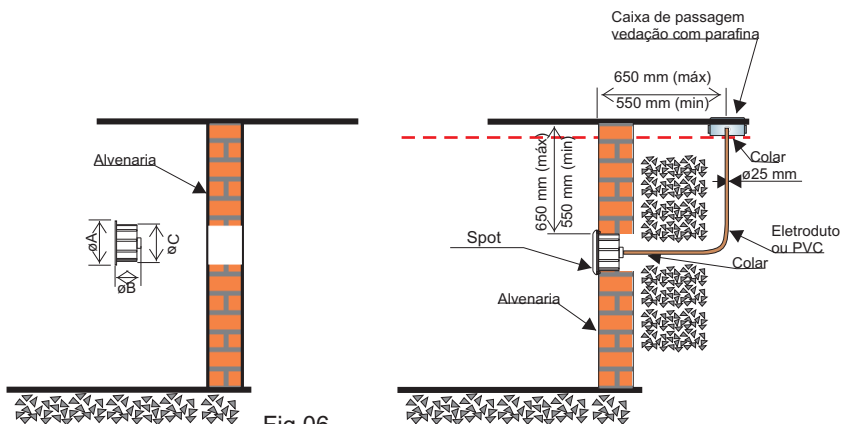 Caixa de passagem
vedação com parafina
650 mm (máx)
550 mm (min)
Alvenaria
øA
øB
øC
650 mm (máx)
550 mm (min)
Colar
ø25 mm
Spot
Eletroduto
ou PVC
Colar
Alvenaria
Fig.06